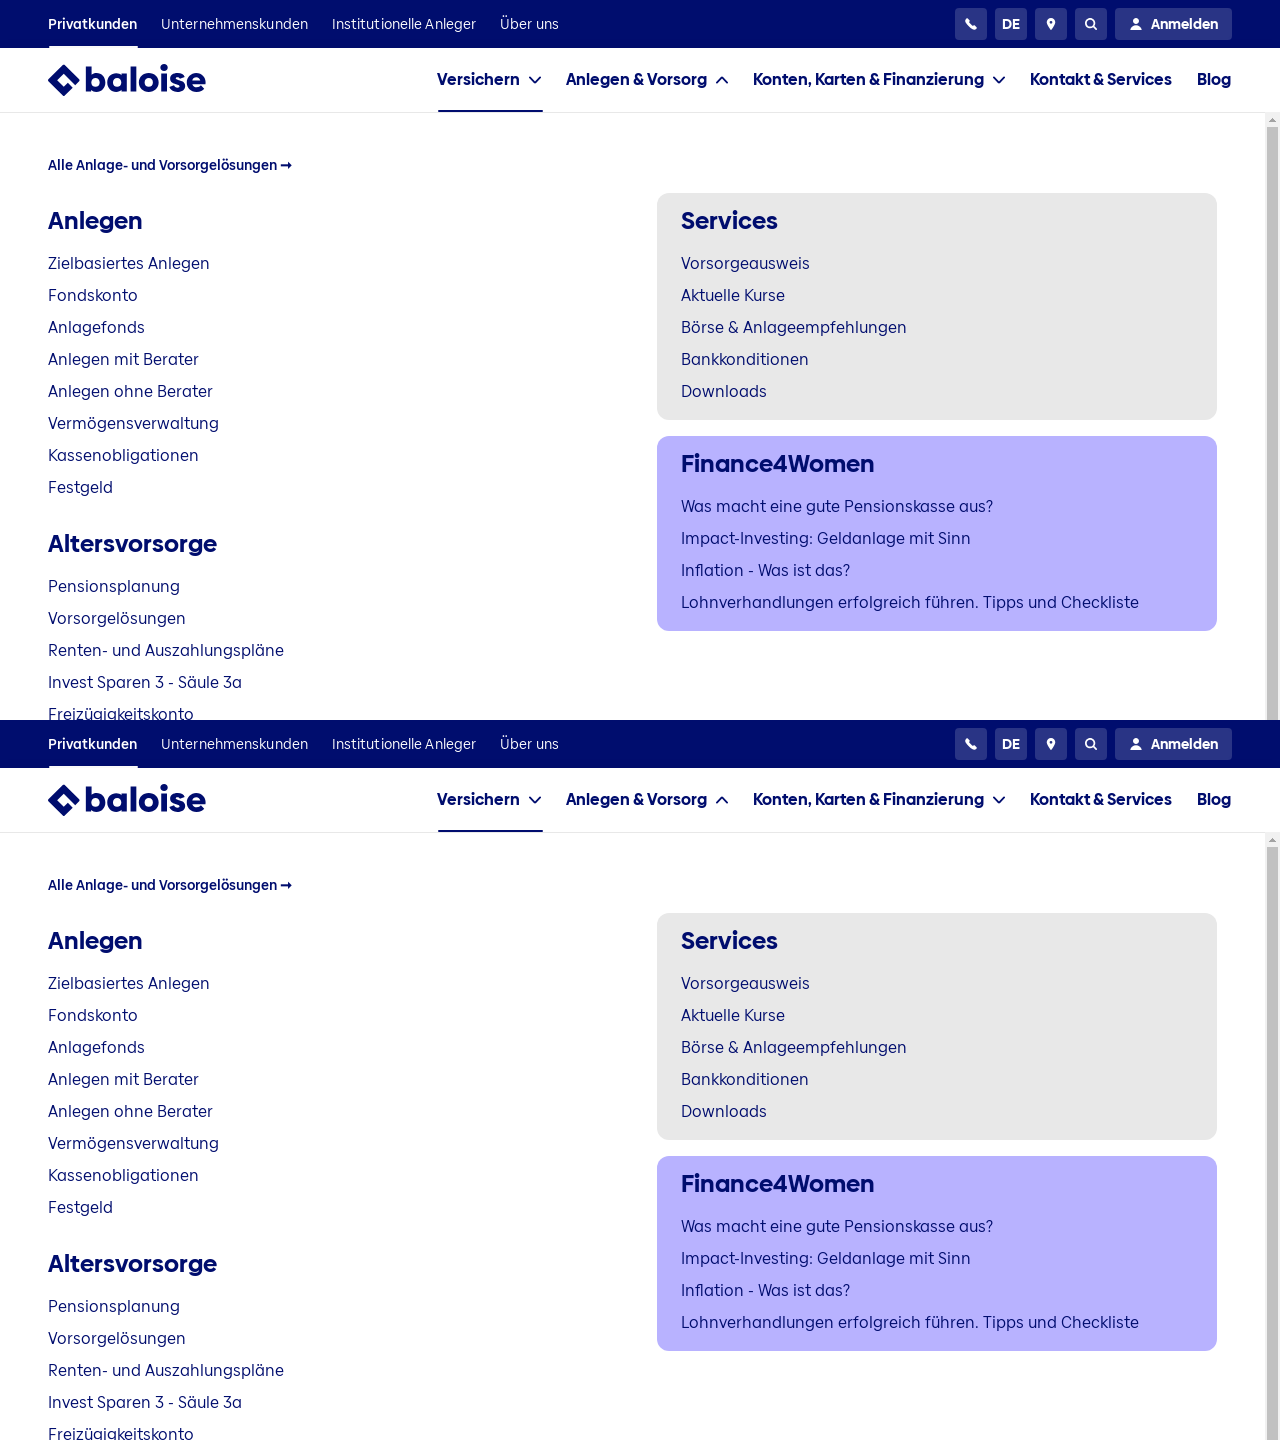 Privatkunden Unternehmenskunden Institutionelle Anleger Über uns DE Anmelden
baloise Versichern Anlegen & Vorsorg Konten, Karten & Finanzierung Kontakt & Services Blog
Alle Anlage- und Vorsorgelösungen ➞
Anlegen
Zielbasiertes Anlegen
Fondskonto
Anlagefonds
Anlegen mit Berater
Anlegen ohne Berater
Vermögensverwaltung
Kassenobligationen
Festgeld
Altersvorsorge
Pensionsplanung
Vorsorgelösungen
Renten- und Auszahlungspläne
Invest Sparen 3 - Säule 3a
Freizügigkeitskonto
Services
Vorsorgeausweis
Aktuelle Kurse
Börse & Anlageempfehlungen
Bankkonditionen
Downloads
Finance4Women
Was macht eine gute Pensionskasse aus?
Impact-Investing: Geldanlage mit Sinn
Inflation - Was ist das?
Lohnverhandlungen erfolgreich führen. Tipps und Checkliste
Privatkunden Unternehmenskunden Institutionelle Anleger Über uns DE Anmelden
baloise Versichern Anlegen & Vorsorg Konten, Karten & Finanzierung Kontakt & Services Blog
Alle Anlage- und Vorsorgelösungen ➞
Anlegen
Zielbasiertes Anlegen
Fondskonto
Anlagefonds
Anlegen mit Berater
Anlegen ohne Berater
Vermögensverwaltung
Kassenobligationen
Festgeld
Altersvorsorge
Pensionsplanung
Vorsorgelösungen
Renten- und Auszahlungspläne
Invest Sparen 3 - Säule 3a
Freizügigkeitskonto
Services
Vorsorgeausweis
Aktuelle Kurse
Börse & Anlageempfehlungen
Bankkonditionen
Downloads
Finance4Women
Was macht eine gute Pensionskasse aus?
Impact-Investing: Geldanlage mit Sinn
Inflation - Was ist das?
Lohnverhandlungen erfolgreich führen. Tipps und Checkliste